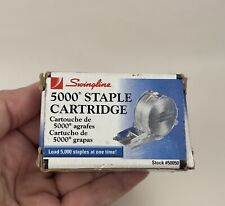 Swingline
5000® STAPLE
CARTRIDGE
Cartouche de
5000® agrafes
Cartucho de
5000® grapas
Load 5,000 staples at one time!
Stock #50050